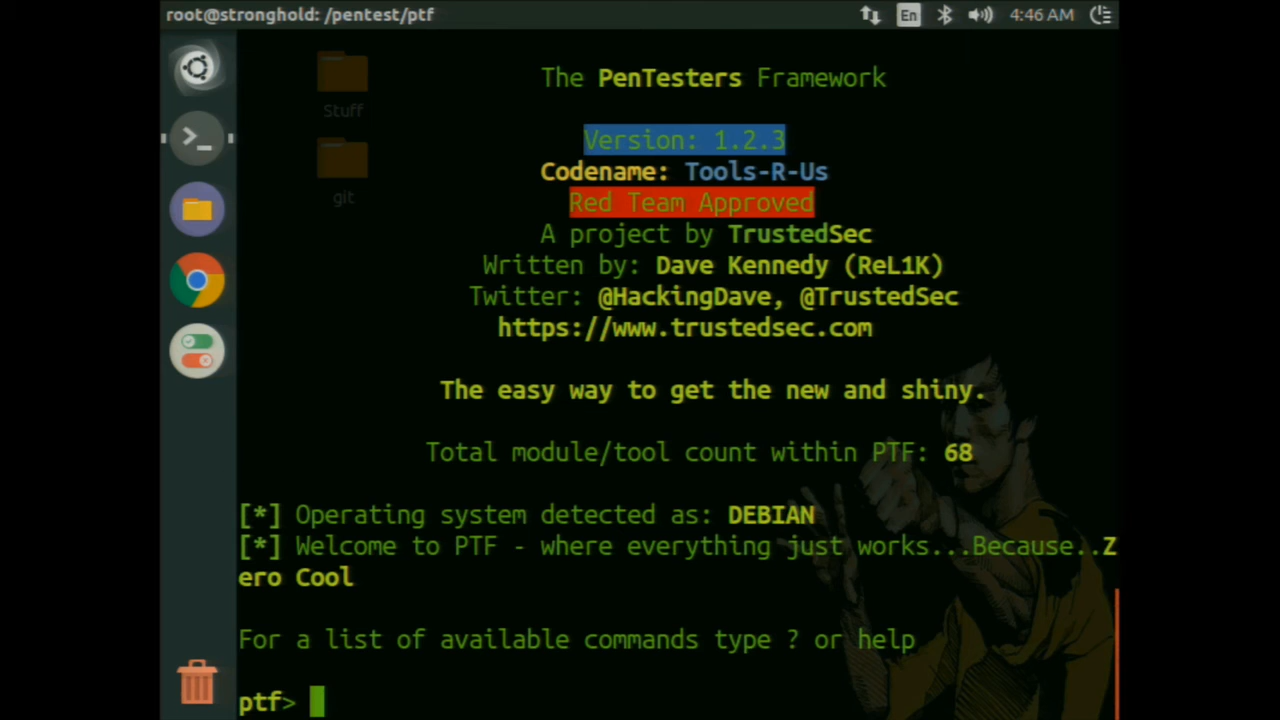 root@stronghold: /pentest/ptf
En
4:46 AM
Stuff
git
The PenTesters Framework
Version: 1.2.3
Codename: Tools-R-Us
Red Team Approved
A project by TrustedSec
Written by: Dave Kennedy (ReL1K)
Twitter: @HackingDave, @TrustedSec
https://www.trustedsec.com
The easy way to get the new and shiny.
Total module/tool count within PTF: 68
[*] Operating system detected as: DEBIAN
[*] Welcome to PTF - where everything just works...Because..Z
ero Cool
For a list of available commands type ? or help
ptf>